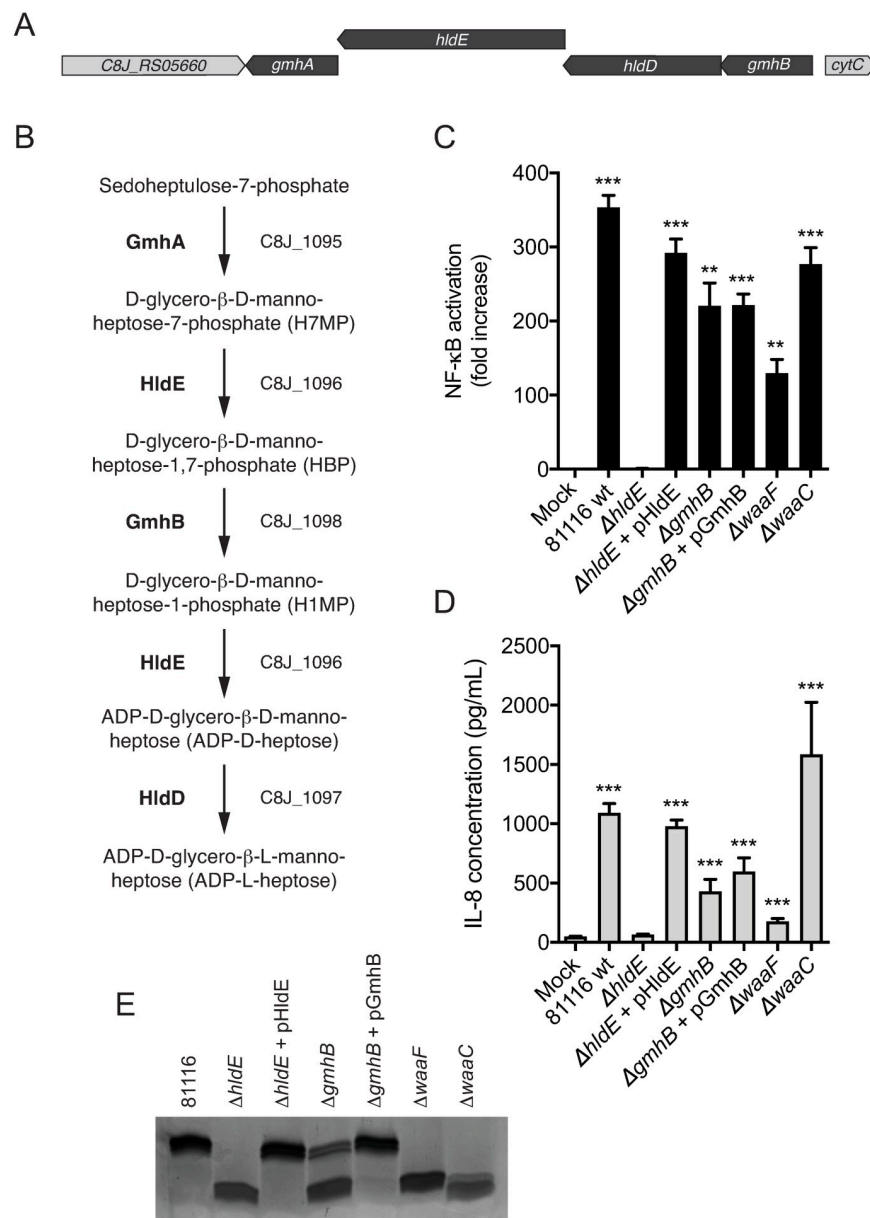 A
hldE
C8J_RS05660
gmhA
hldD
gmhB
cytC
B
Sedoheptulose-7-phosphate
GmhA
C8J_1095
D-glycero-β-D-manno-
heptose-7-phosphate (H7MP)
HldE
C8J_1096
D-glycero-β-D-manno-
heptose-1,7-phosphate (HBP)
GmhB
C8J_1098
D-glycero-β-D-manno-
heptose-1-phosphate (H1MP)
HldE
C8J_1096
ADP-D-glycero-β-D-manno-
heptose (ADP-D-heptose)
HldD
C8J_1097
ADP-D-glycero-β-L-manno-
heptose (ADP-L-heptose)
C
NF-κB activation
(fold increase)
400
300
200
100
0
***
***
**
***
**
***
Mock
81116 wt
ΔhldE
ΔhldE + pHldE
ΔgmhB
ΔgmhB + pGmhB
ΔwaaF
ΔwaaC
D
IL-8 concentration (pg/mL)
2500
2000
1500
1000
500
0
***
***
***
***
***
***
Mock
81116 wt
ΔhldE
ΔhldE + pHldE
ΔgmhB
ΔgmhB + pGmhB
ΔwaaF
ΔwaaC
E
81116
ΔhldE
ΔhldE + pHldE
ΔgmhB
ΔgmhB + pGmhB
ΔwaaF
ΔwaaC